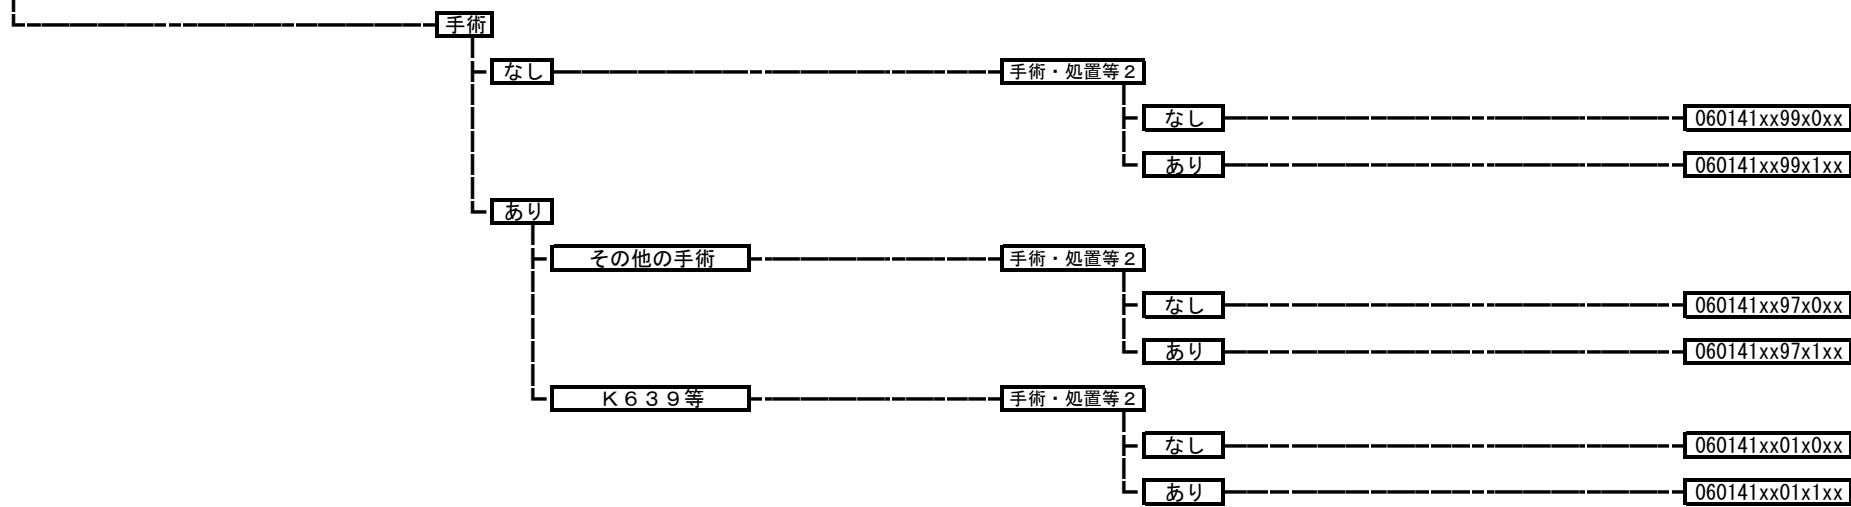 手術
なし 手術・処置等２
なし 060141xx99x0xx
あり 060141xx99x1xx
あり
その他の手術 手術・処置等２
なし 060141xx97x0xx
あり 060141xx97x1xx
Ｋ６３９等 手術・処置等２
なし 060141xx01x0xx
あり 060141xx01x1xx